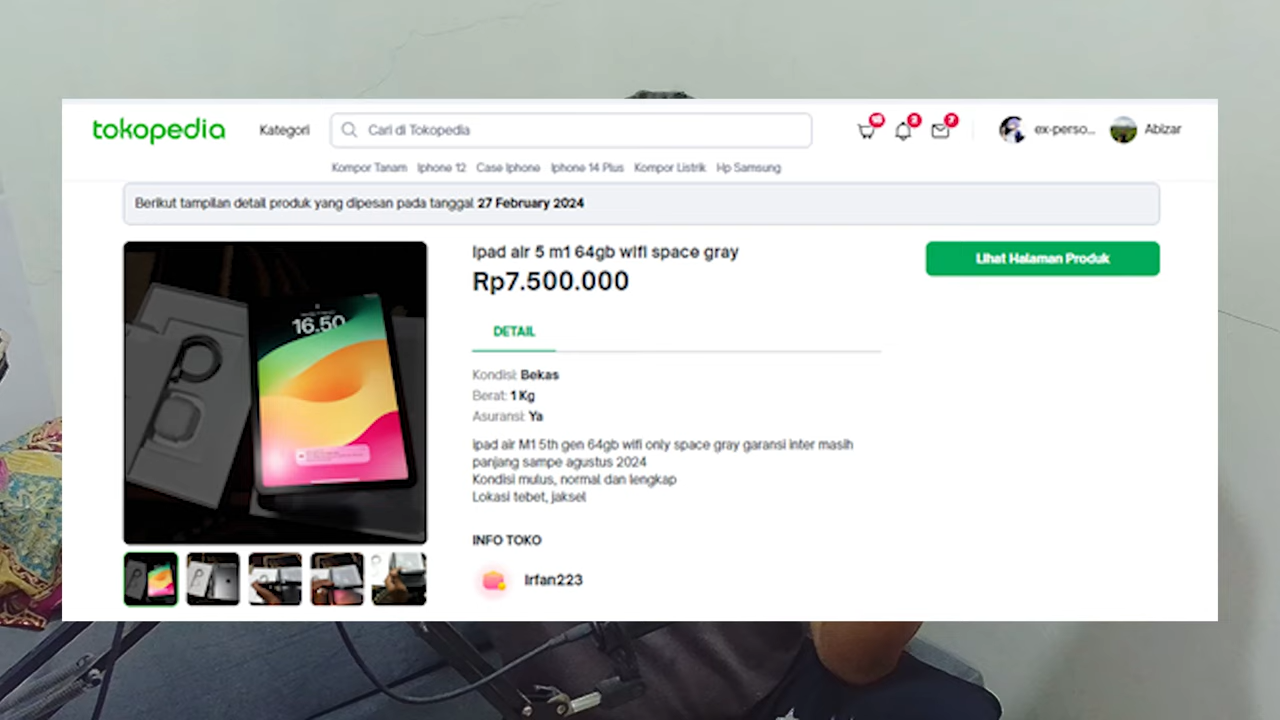 tokopedia
Kategori
Cari di Tokopedia
ex-perso...
Abizar
Kompor Tanam Iphone 12 Case Iphone Iphone 14 Plus Kompor Listrik Hp Samsung
Berikut tampilan detail produk yang dipesan pada tanggal 27 February 2024
Ipad air 5 m1 64gb wifi space gray
Rp7.500.000
Lihat Halaman Produk
16.50
DETAIL
Kondisi: Bekas
Berat: 1 Kg
Asuransi: Ya
ipad air M1 5th gen 64gb wifi only space gray garansi inter masih
panjang sampe agustus 2024
Kondisi mulus, normal dan lengkap
Lokasi tebet, jaksel
INFO TOKO
Irfan223